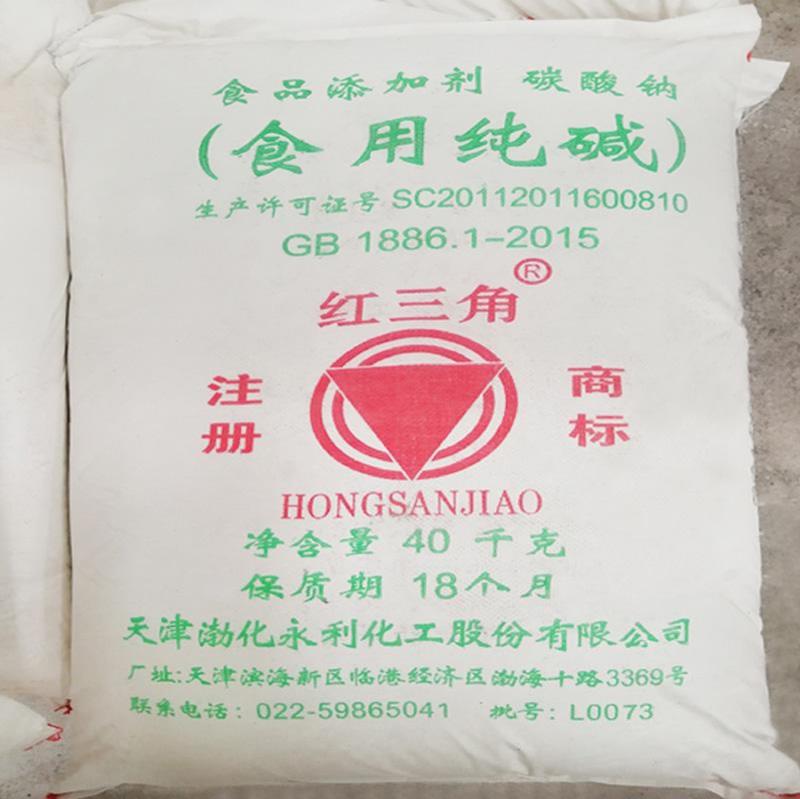 食品添加剂 碳酸钠
(食用纯碱)
生产许可证号 SC20112011600810
GB 1886.1-2015
红三角®
注册 商标
HONGSANJIAO
净含量 40 千克
保质期 18个月
天津渤化永利化工股份有限公司
厂址:天津滨海新区临港经济区渤海十路3369号
联系电话: 022-59865041 批号: L0073